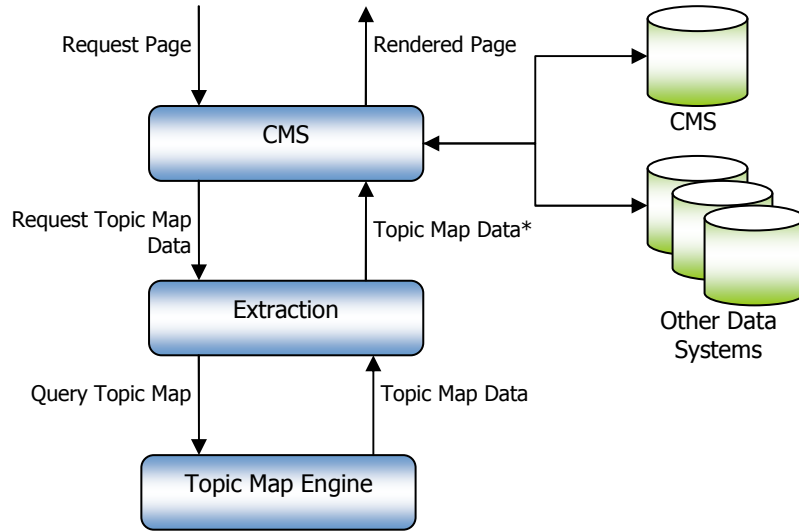 Request Page
Rendered Page
CMS
CMS
Request Topic Map
Data
Topic Map Data*
Extraction
Other Data
Systems
Query Topic Map
Topic Map Data
Topic Map Engine